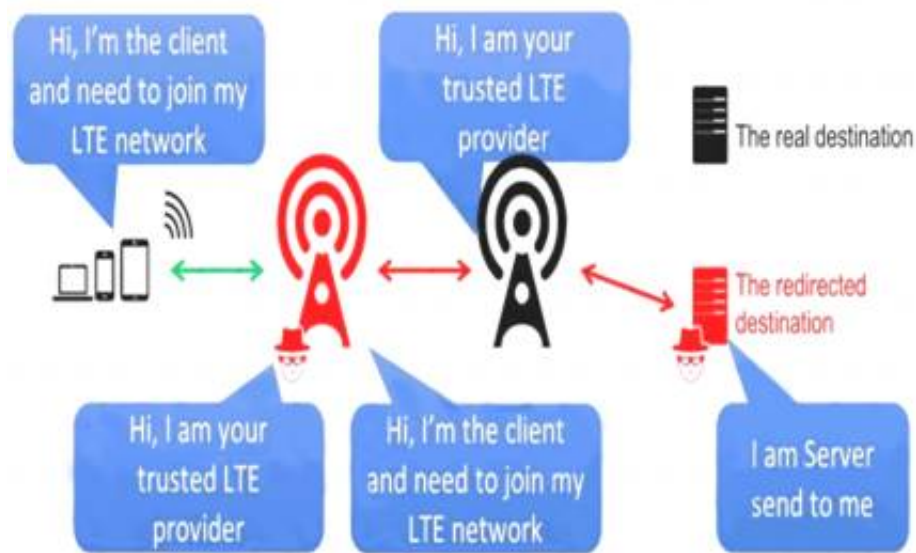 Hi, I'm the client
and need to join my
LTE network
Hi, I am your
trusted LTE
provider
The real destination
The redirected
destination
Hi, I am your
trusted LTE
provider
Hi, I'm the client
and need to join my
LTE network
I am Server
send to me